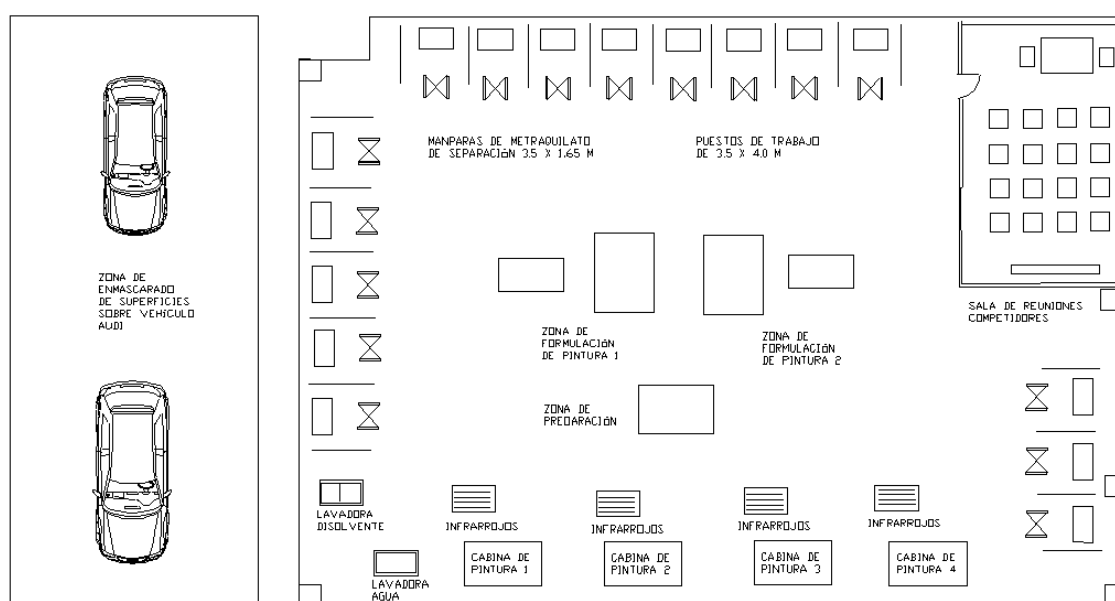 MANPARAS DE METRAQUILATO
DE SEPARACIÓN 3.5 X 1.65 M
PUESTOS DE TRABAJO
DE 3.5 X 4.0 M
ZONA DE
ENMASCARADO
DE SUPERFICIES
SOBRE VEHÍCULO
AUDI
SALA DE REUNIONES
COMPETIDORES
ZONA DE
FORMULACIÓN
DE PINTURA 1
ZONA DE
FORMULACIÓN
DE PINTURA 2
ZONA DE
PREPARACIÓN
LAVADORA
DISOLVENTE
INFRARROJOS
INFRARROJOS
INFRARROJOS
INFRARROJOS
CABINA DE
PINTURA 1
CABINA DE
PINTURA 2
CABINA DE
PINTURA 3
CABINA DE
PINTURA 4
LAVADORA
AGUA